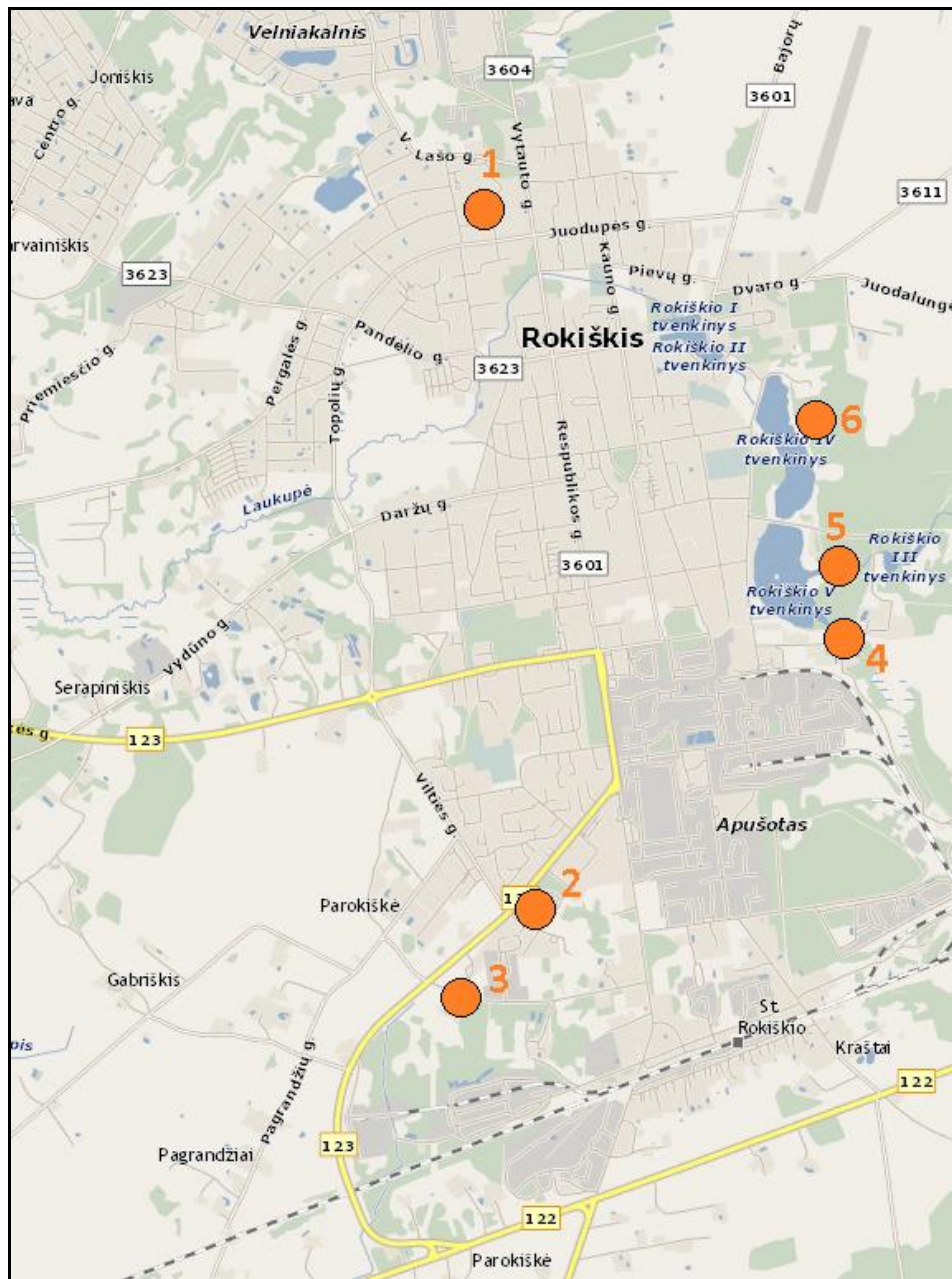 Velniakalnis
Joniškis
3604
Bajorų
3601
Centro g.
V. Lašo g.
1
Vytauto g.
3611
Juodupės g.
3623
Kauno g.
Pievų g.
Dvaro g.
Rokiškio I
tvenkinys
Rokiškis
Rokiškio II
tvenkinys
Priemiesčio g.
Pergalės g.
Topolių g.
Pandėlio g.
3623
6
Rokiškio IV
tvenkinys
Respublikos g.
Laukupė
Daržų g.
5
Rokiškio
III
tvenkinys
3601
Rokiškio V
tvenkinys
4
Vydūno g.
Serapiniškis
123
Vilties g.
Apušotas
2
Parokiškė
3
Gabriškis
St.
Rokiškio
Kraštai
Pagrandžių g.
122
123
Pagrandžiai
122
Parokiškė